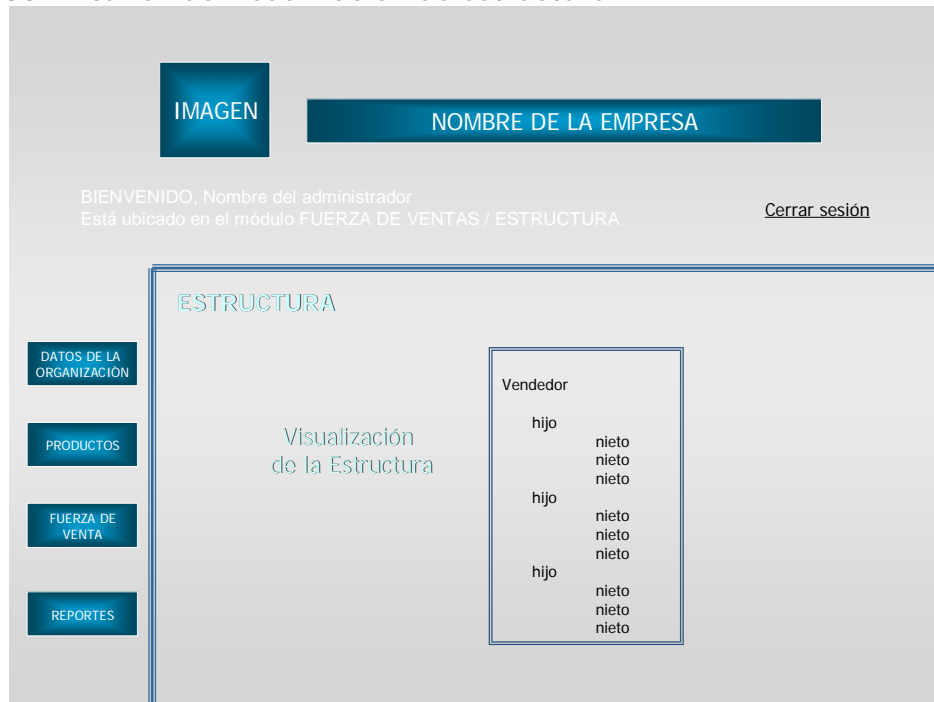 IMAGEN
NOMBRE DE LA EMPRESA
BIENVENIDO, Nombre del administrador
Está ubicado en el módulo FUERZA DE VENTAS / ESTRUCTURA
Cerrar sesión
ESTRUCTURA
DATOS DE LA
ORGANIZACIÒN
PRODUCTOS
FUERZA DE
VENTA
REPORTES
Visualización
de la Estructura
Vendedor
hijo
nieto
nieto
nieto
hijo
nieto
nieto
nieto
hijo
nieto
nieto
nieto